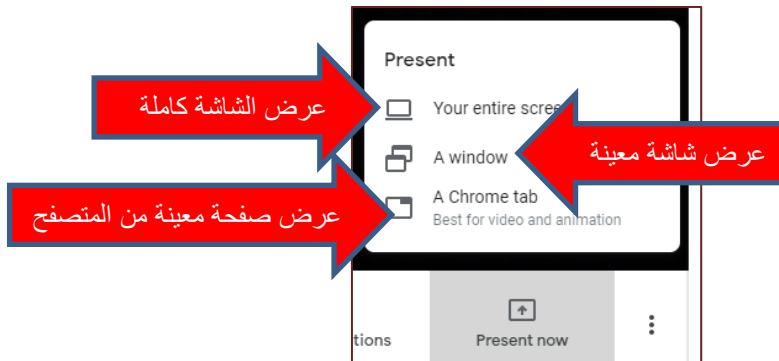 Present
عرض الشاشة كاملة
Your entire
A window
عرض شاشة معينة
A Chrome tab
عرض صفحة معينة من المتصفح
Best for video and animation
tions
Present now